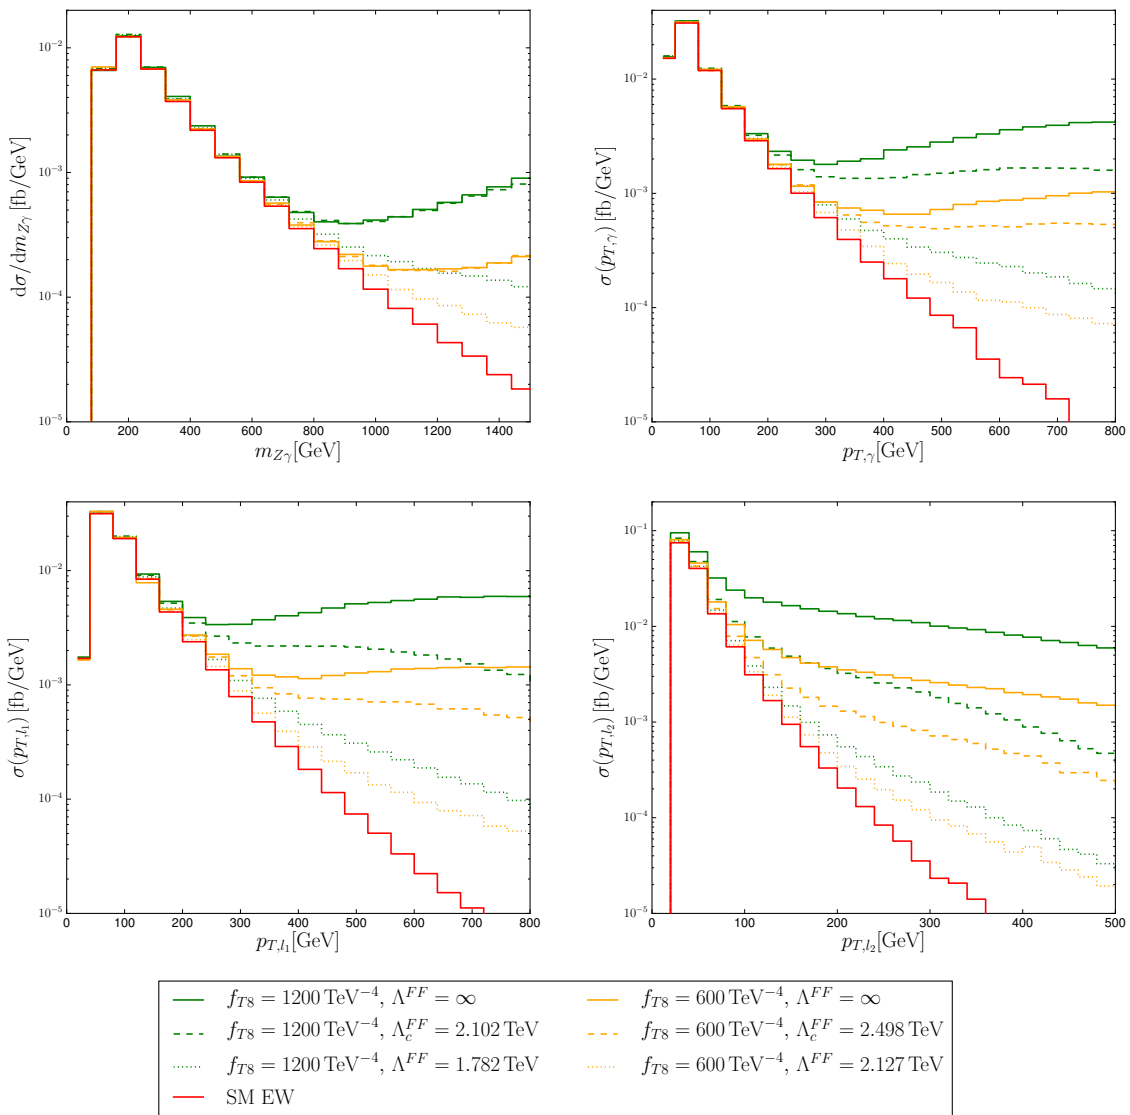 10⁻²
10⁻³
10⁻⁴
10⁻⁵
dσ/dm_{Zγ} [fb/GeV]
0 200 400 600 800 1000 1200 1400
m_{Zγ}[GeV]
10⁻²
10⁻³
10⁻⁴
10⁻⁵
σ(p_{T,γ}) [fb/GeV]
0 100 200 300 400 500 600 700 800
p_{T,γ}[GeV]
10⁻²
10⁻³
10⁻⁴
10⁻⁵
σ(p_{T,l₁}) [fb/GeV]
0 100 200 300 400 500 600 700 800
p_{T,l₁}[GeV]
10⁻¹
10⁻²
10⁻³
10⁻⁴
10⁻⁵
σ(p_{T,l₂}) [fb/GeV]
0 100 200 300 400 500
p_{T,l₂}[GeV]
f_{T8} = 1200 TeV⁻⁴, Λ^{FF} = ∞
f_{T8} = 1200 TeV⁻⁴, Λ_c^{FF} = 2.102 TeV
f_{T8} = 1200 TeV⁻⁴, Λ^{FF} = 1.782 TeV
SM EW
f_{T8} = 600 TeV⁻⁴, Λ^{FF} = ∞
f_{T8} = 600 TeV⁻⁴, Λ_c^{FF} = 2.498 TeV
f_{T8} = 600 TeV⁻⁴, Λ^{FF} = 2.127 TeV